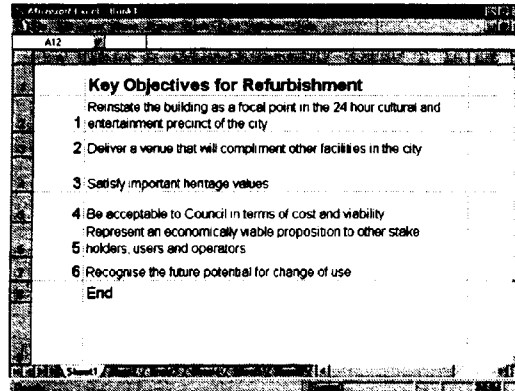 Microsoft Excel - Book1
A12
Key Objectives for Refurbishment
Reinstate the building as a focal point in the 24 hour cultural and
1 entertainment precinct of the city
2 Deliver a venue that will compliment other facilities in the city
3 Satisfy important heritage values
4 Be acceptable to Council in terms of cost and viability
Represent an economically viable proposition to other stake
5 holders, users and operators
6 Recognise the future potential for change of use
End
Sheet1